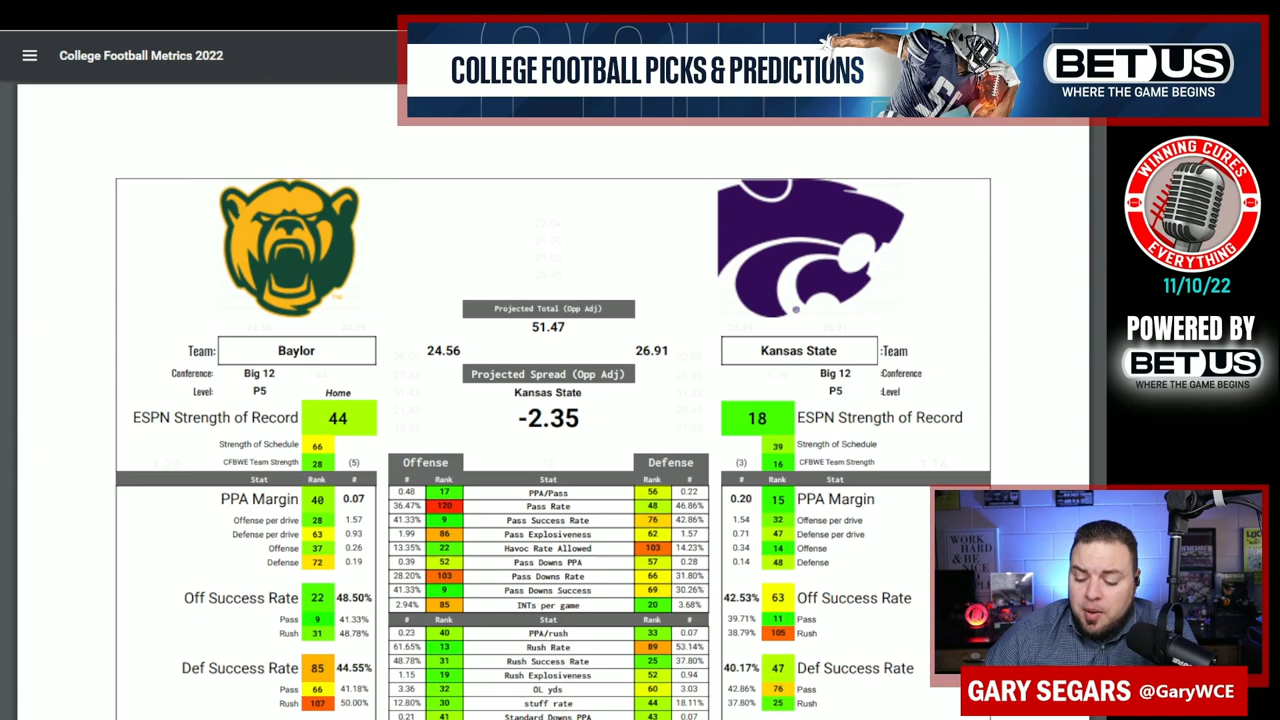 College Football Metrics 2022
COLLEGE FOOTBALL PICKS & PREDICTIONS
BETUS
WHERE THE GAME BEGINS
WINNING CURES
EVERYTHING
11/10/22
POWERED BY
BETUS
WHERE THE GAME BEGINS
Projected Total (Opp Adj)
51.47
Team: Baylor 24.56 26.91 Kansas State :Team
Projected Spread (Opp Adj)
Conference: Big 12 Big 12 :Conference
Level: P5 Home Kansas State P5 :Level
ESPN Strength of Record 44 -2.35 18 ESPN Strength of Record
Strength of Schedule 66 39 Strength of Schedule
CFBWE Team Strength 28 (5) Offense Defense (3) 16 CFBWE Team Strength
Stat Rank # # Rank Stat Rank # # Rank Stat
PPA Margin 40 0.07 0.48 17 PPA/Pass 56 0.22 0.20 15 PPA Margin
36.47% 120 Pass Rate 48 46.86%
Offense per drive 28 1.57 41.33% 9 Pass Success Rate 76 42.86% 1.54 32 Offense per drive
Defense per drive 63 0.93 1.99 86 Pass Explosiveness 62 1.57 0.71 47 Defense per drive
Offense 37 0.26 13.35% 22 Havoc Rate Allowed 103 14.23% 0.34 14 Offense
Defense 72 0.19 0.39 52 Pass Downs PPA 57 0.28 0.14 48 Defense
28.20% 103 Pass Downs Rate 66 31.80%
Off Success Rate 22 48.50% 41.33% 9 Pass Downs Success 69 30.26% 42.53% 63 Off Success Rate
2.94% 85 INTs per game 20 3.68%
Pass 9 41.33% # Rank Stat Rank # 39.71% 11 Pass
Rush 31 48.78% 0.23 40 PPA/rush 33 0.07 38.79% 105 Rush
61.65% 13 Rush Rate 89 53.14%
Def Success Rate 85 44.55% 48.78% 31 Rush Success Rate 25 37.80% 40.17% 47 Def Success Rate
1.15 19 Rush Explosiveness 52 0.94
Pass 66 41.18% 3.36 32 OL yds 60 3.03 42.86% 76 Pass
Rush 107 50.00% 12.80% 30 stuff rate 44 18.11% 37.80% 25 Rush
0.21 41 Standard Downs PPA 43 0.07
WORK
HARD
& BE
NICE
GARY SEGARS @GaryWCE